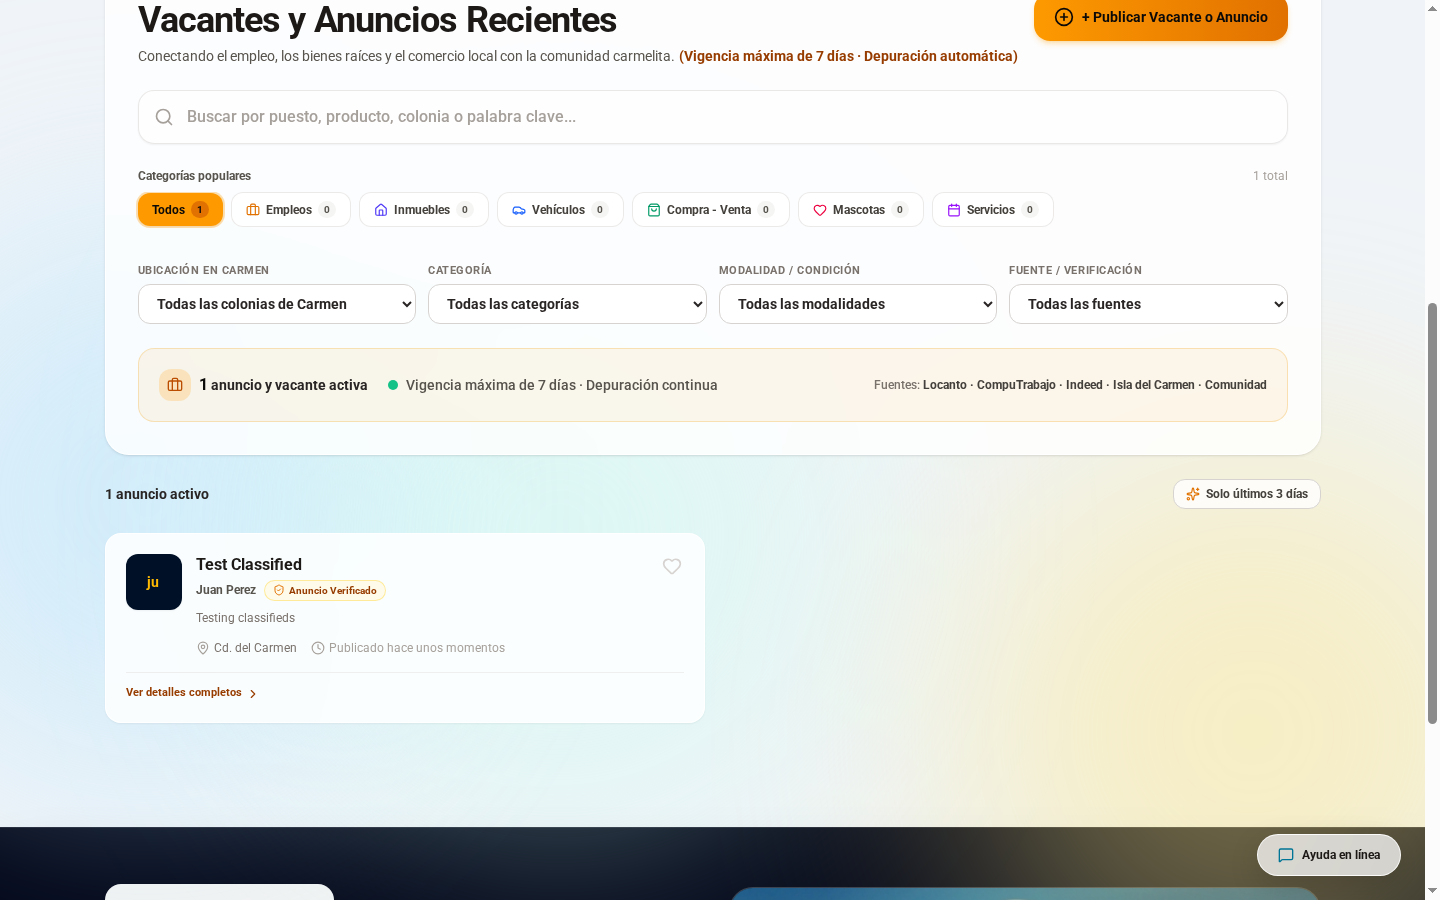 Vacantes y Anuncios Recientes
+ Publicar Vacante o Anuncio
Conectando el empleo, los bienes raíces y el comercio local con la comunidad carmelita. (Vigencia máxima de 7 días · Depuración automática)
Buscar por puesto, producto, colonia o palabra clave...
Categorías populares
1 total
Todos 1
Empleos 0
Inmuebles 0
Vehículos 0
Compra - Venta 0
Mascotas 0
Servicios 0
UBICACIÓN EN CARMEN
CATEGORÍA
MODALIDAD / CONDICIÓN
FUENTE / VERIFICACIÓN
Todas las colonias de Carmen
Todas las categorías
Todas las modalidades
Todas las fuentes
1 anuncio y vacante activa
Vigencia máxima de 7 días · Depuración continua
Fuentes: Locanto · CompuTrabajo · Indeed · Isla del Carmen · Comunidad
1 anuncio activo
Solo últimos 3 días
ju
Test Classified
Juan Perez
Anuncio Verificado
Testing classifieds
Cd. del Carmen
Publicado hace unos momentos
Ver detalles completos
Ayuda en línea